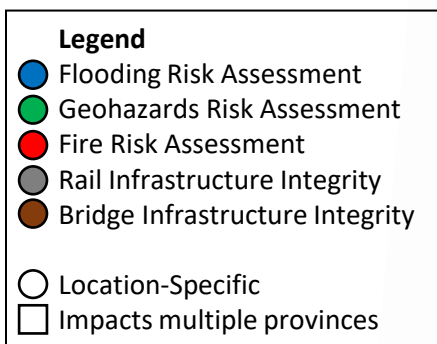 Legend
Flooding Risk Assessment
Geohazards Risk Assessment
Fire Risk Assessment
Rail Infrastructure Integrity
Bridge Infrastructure Integrity
Location-Specific
Impacts multiple provinces